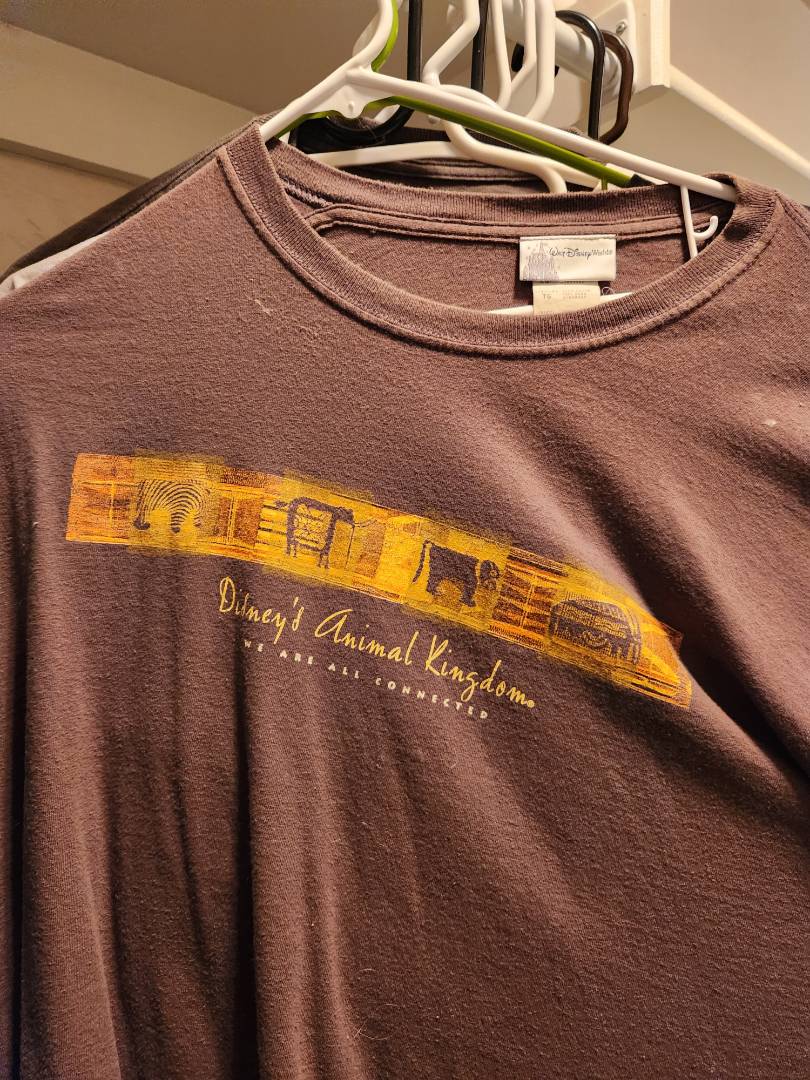 Walt Disney World
Disney's Animal Kingdom
WE ARE ALL CONNECTED